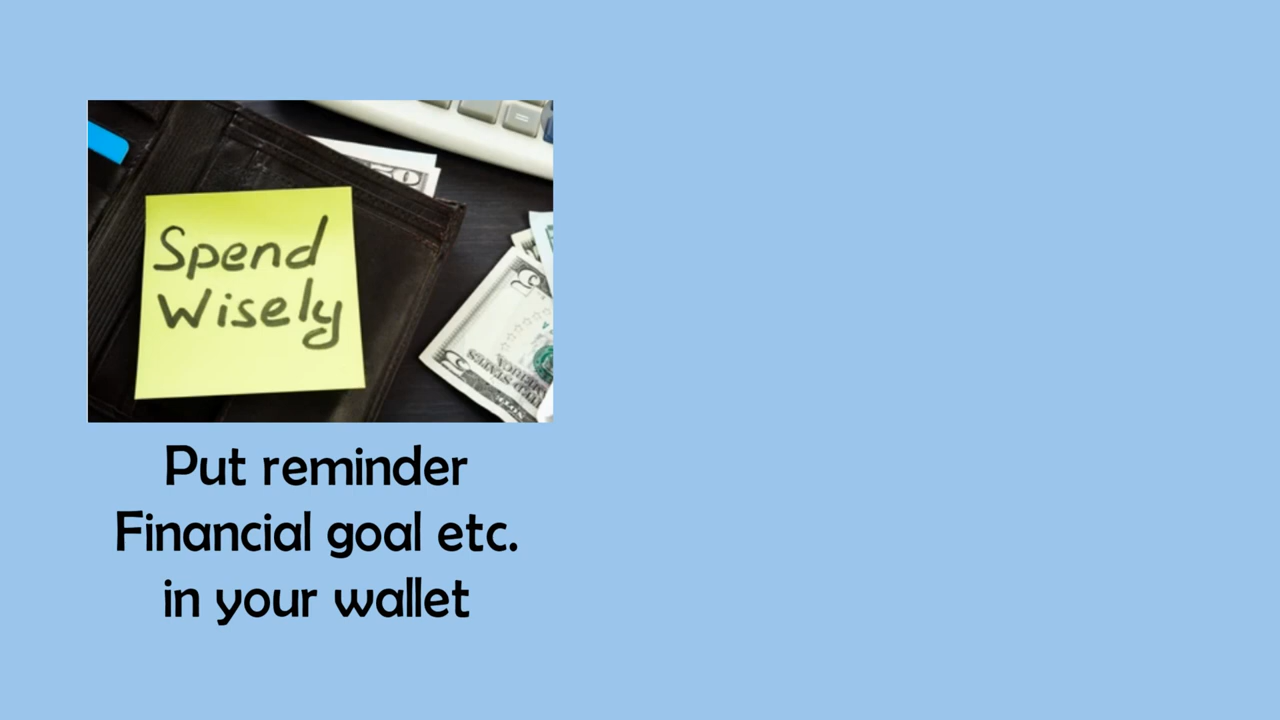 Spend
Wisely
Put reminder
Financial goal etc.
in your wallet